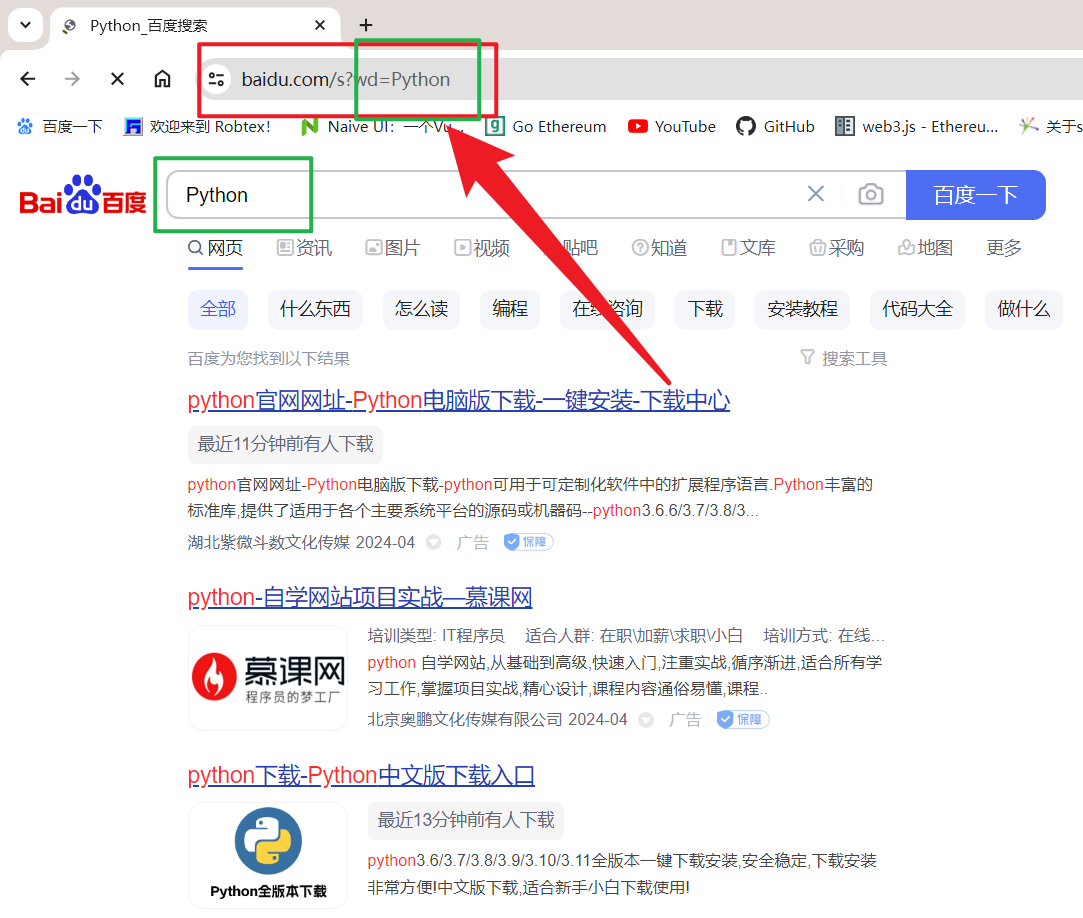 Python_百度搜索
baidu.com/s?wd=Python
百度一下 欢迎来到 Robtex! Naive UI：一个Vu... Go Ethereum YouTube GitHub web3.js - Ethereu... 关于s
Bai du 百度 Python 百度一下
网页 资讯 图片 视频 贴吧 知道 文库 采购 地图 更多
全部 什么东西 怎么读 编程 在线咨询 下载 安装教程 代码大全 做什么
百度为您找到以下结果 搜索工具
python官网网址-Python电脑版下载-一键安装-下载中心
最近11分钟前有人下载
python官网网址-Python电脑版下载-python可用于可定制化软件中的扩展程序语言.Python丰富的
标准库,提供了适用于各个主要系统平台的源码或机器码--python3.6.6/3.7/3.8/3...
湖北紫微斗数文化传媒 2024-04 广告 保障
python-自学网站项目实战—慕课网
培训类型: IT程序员 适合人群: 在职\加薪\求职\小白 培训方式: 在线...
慕课网
程序员的梦工厂
python 自学网站,从基础到高级,快速入门,注重实战,循序渐进,适合所有学
习工作,掌握项目实战,精心设计,课程内容通俗易懂,课程..
北京奥鹏文化传媒有限公司 2024-04 广告 保障
python下载-Python中文版下载入口
最近13分钟前有人下载
python3.6/3.7/3.8/3.9/3.10/3.11全版本一键下载安装,安全稳定,下载安装
非常方便!中文版下载,适合新手小白下载使用!
Python全版本下载